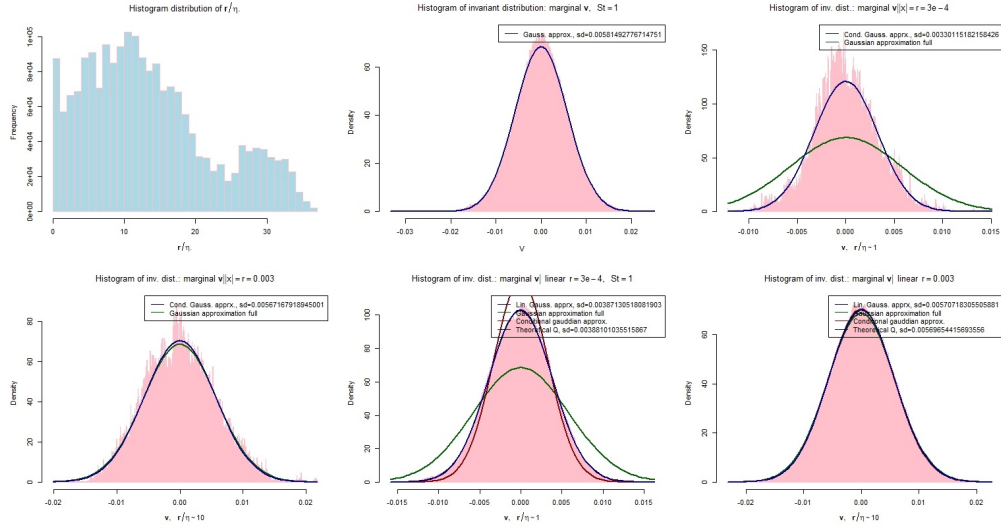 Histogram distribution of r/η.
Frequency
0e+00 2e+04 4e+04 6e+04 8e+04 1e+05
0 10 20 30
r/η.
Histogram of invariant distribution: marginal v, St = 1
Gauss. approx., sd=0.00581492776714751
Density
0 20 40 60
-0.03 -0.02 -0.01 0.00 0.01 0.02
V
Histogram of inv. dist.: marginal v||x| = r = 3e − 4
Cond. Gauss. apprx., sd=0.00330115182158426
Gaussian approximation full
Density
0 50 100 150
-0.010 -0.005 0.000 0.005 0.010 0.015
v, r/η ~ 1
Histogram of inv. dist.: marginal v||x| = r = 0.003
Cond. Gauss. apprx., sd=0.00567167918945001
Gaussian approximation full
Density
0 20 40 60 80
-0.02 -0.01 0.00 0.01 0.02
v, r/η ~ 10
Histogram of inv. dist.: marginal v| linear r = 3e − 4, St = 1
Lin. Gauss. apprx, sd=0.00387130518081903
Gaussian approximation full
Conditional gauddian approx.
Theoretical Q, sd=0.00388101035515867
Density
0 20 40 60 80 100
-0.015 -0.010 -0.005 0.000 0.005 0.010 0.015
v, r/η ~ 1
Histogram of inv. dist.: marginal v| linear r = 0.003
Lin. Gauss. apprx, sd=0.00570718305505881
Gaussian approximation full
Conditional gauddian approx.
Theoretical Q, sd=0.00569654415693556
Density
0 20 40 60
-0.02 -0.01 0.00 0.01 0.02
v, r/η ~ 10